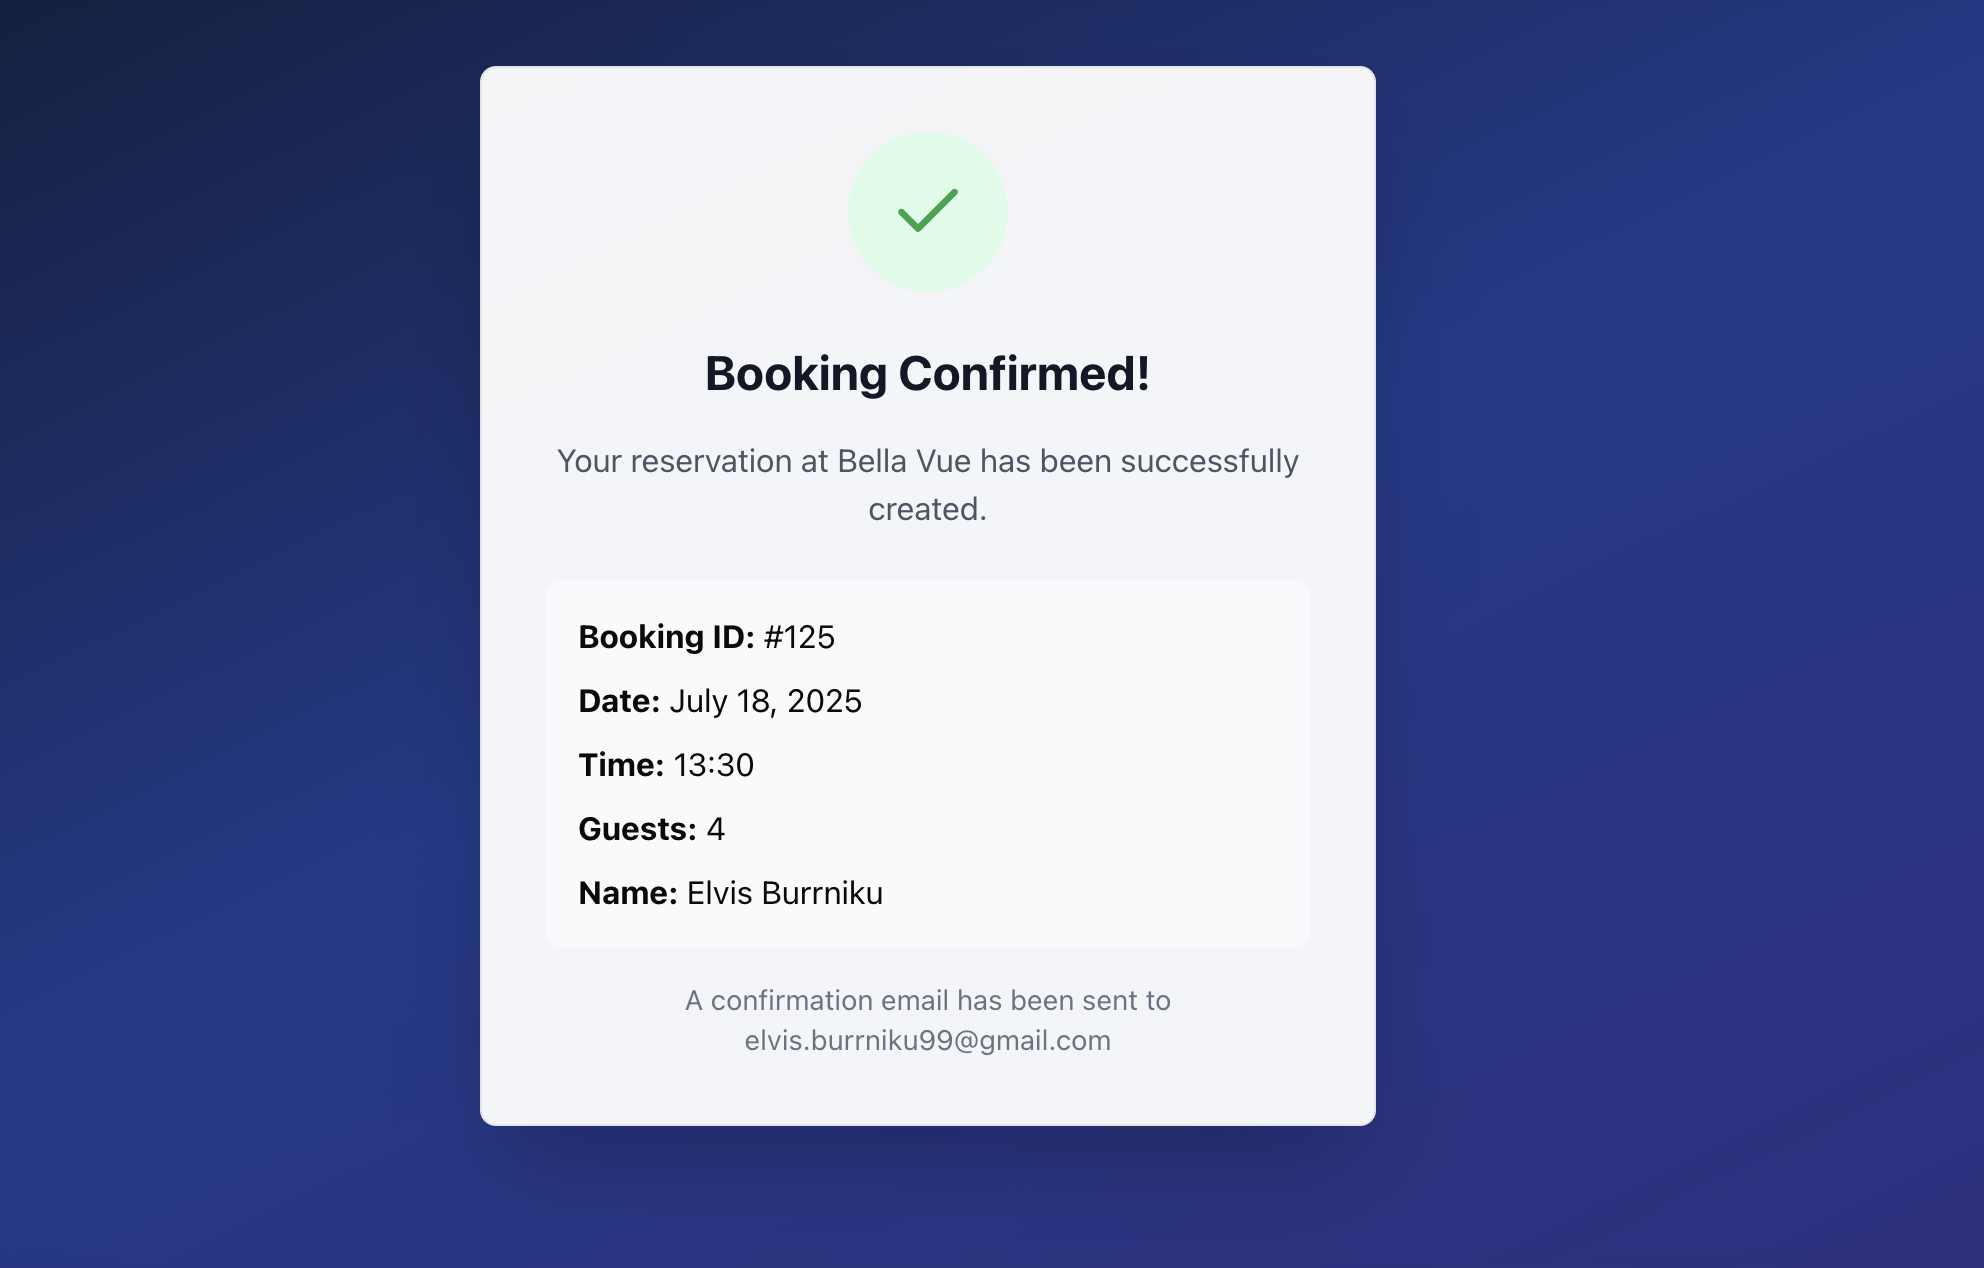 Booking Confirmed!
Your reservation at Bella Vue has been successfully
created.
Booking ID: #125
Date: July 18, 2025
Time: 13:30
Guests: 4
Name: Elvis Burrniku
A confirmation email has been sent to
elvis.burrniku99@gmail.com